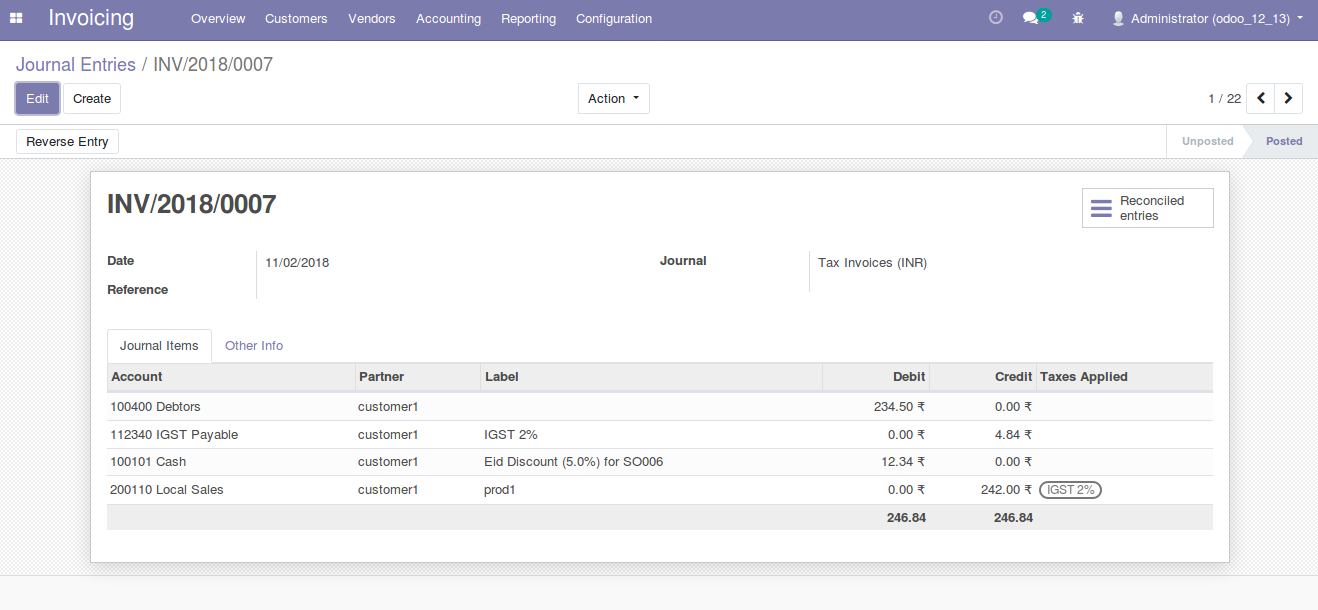 Invoicing Overview Customers Vendors Accounting Reporting Configuration 2 Administrator (odoo_12_13)
Journal Entries / INV/2018/0007
Edit Create Action 1 / 22
Reverse Entry Unposted Posted
INV/2018/0007
Reconciled
entries
Date 11/02/2018 Journal Tax Invoices (INR)
Reference
Journal Items Other Info
Account Partner Label Debit Credit Taxes Applied
100400 Debtors customer1 234.50 ₹ 0.00 ₹
112340 IGST Payable customer1 IGST 2% 0.00 ₹ 4.84 ₹
100101 Cash customer1 Eid Discount (5.0%) for SO006 12.34 ₹ 0.00 ₹
200110 Local Sales customer1 prod1 0.00 ₹ 242.00 ₹ IGST 2%
246.84 246.84